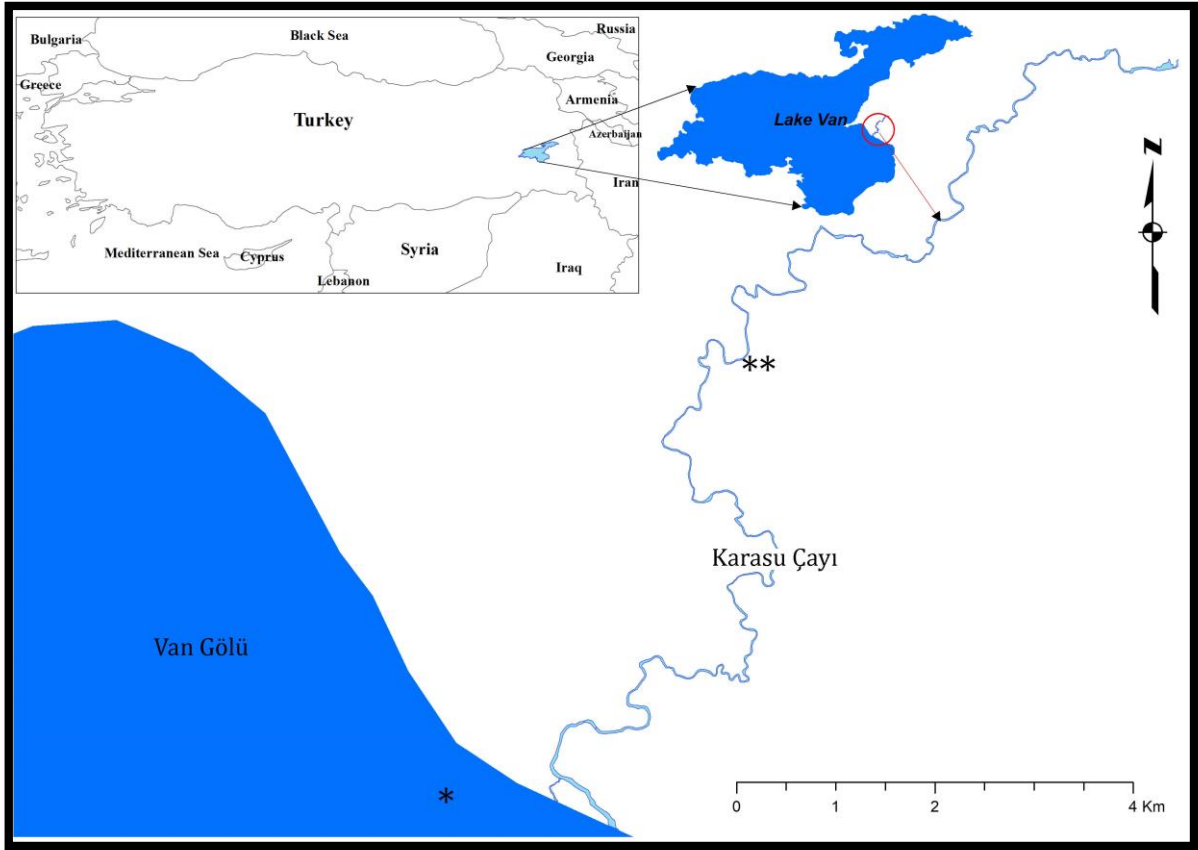 Black Sea
Russia
Bulgaria
Georgia
Greece
Armenia
Turkey
Azerbaijan
Iran
Mediterranean Sea
Cyprus
Syria
Lebanon
Iraq
Lake Van
N
**
Karasu Çayı
Van Gölü
*
0 1 2 4 Km